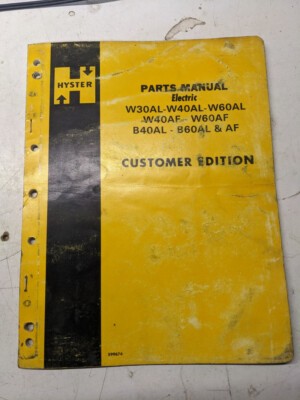 HYSTER
PARTS MANUAL
Electric
W30AL-W40AL-W60AL
W40AF - W60AF
B40AL - B60AL & AF
CUSTOMER EDITION